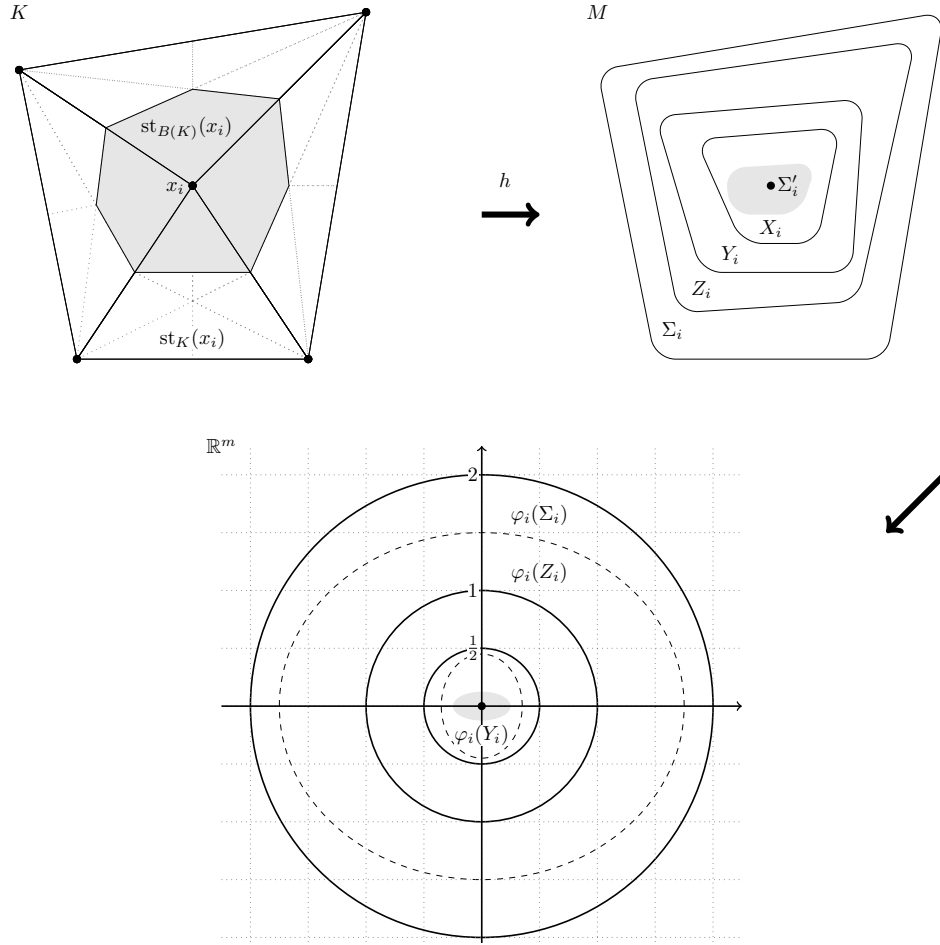 K
M
st_{B(K)}(x_i)
x_i
h
Σ′_i
X_i
Y_i
Z_i
st_K(x_i)
Σ_i
ℝ^m
2
φ_i(Σ_i)
φ_i(Z_i)
1
1/2
φ_i(Y_i)